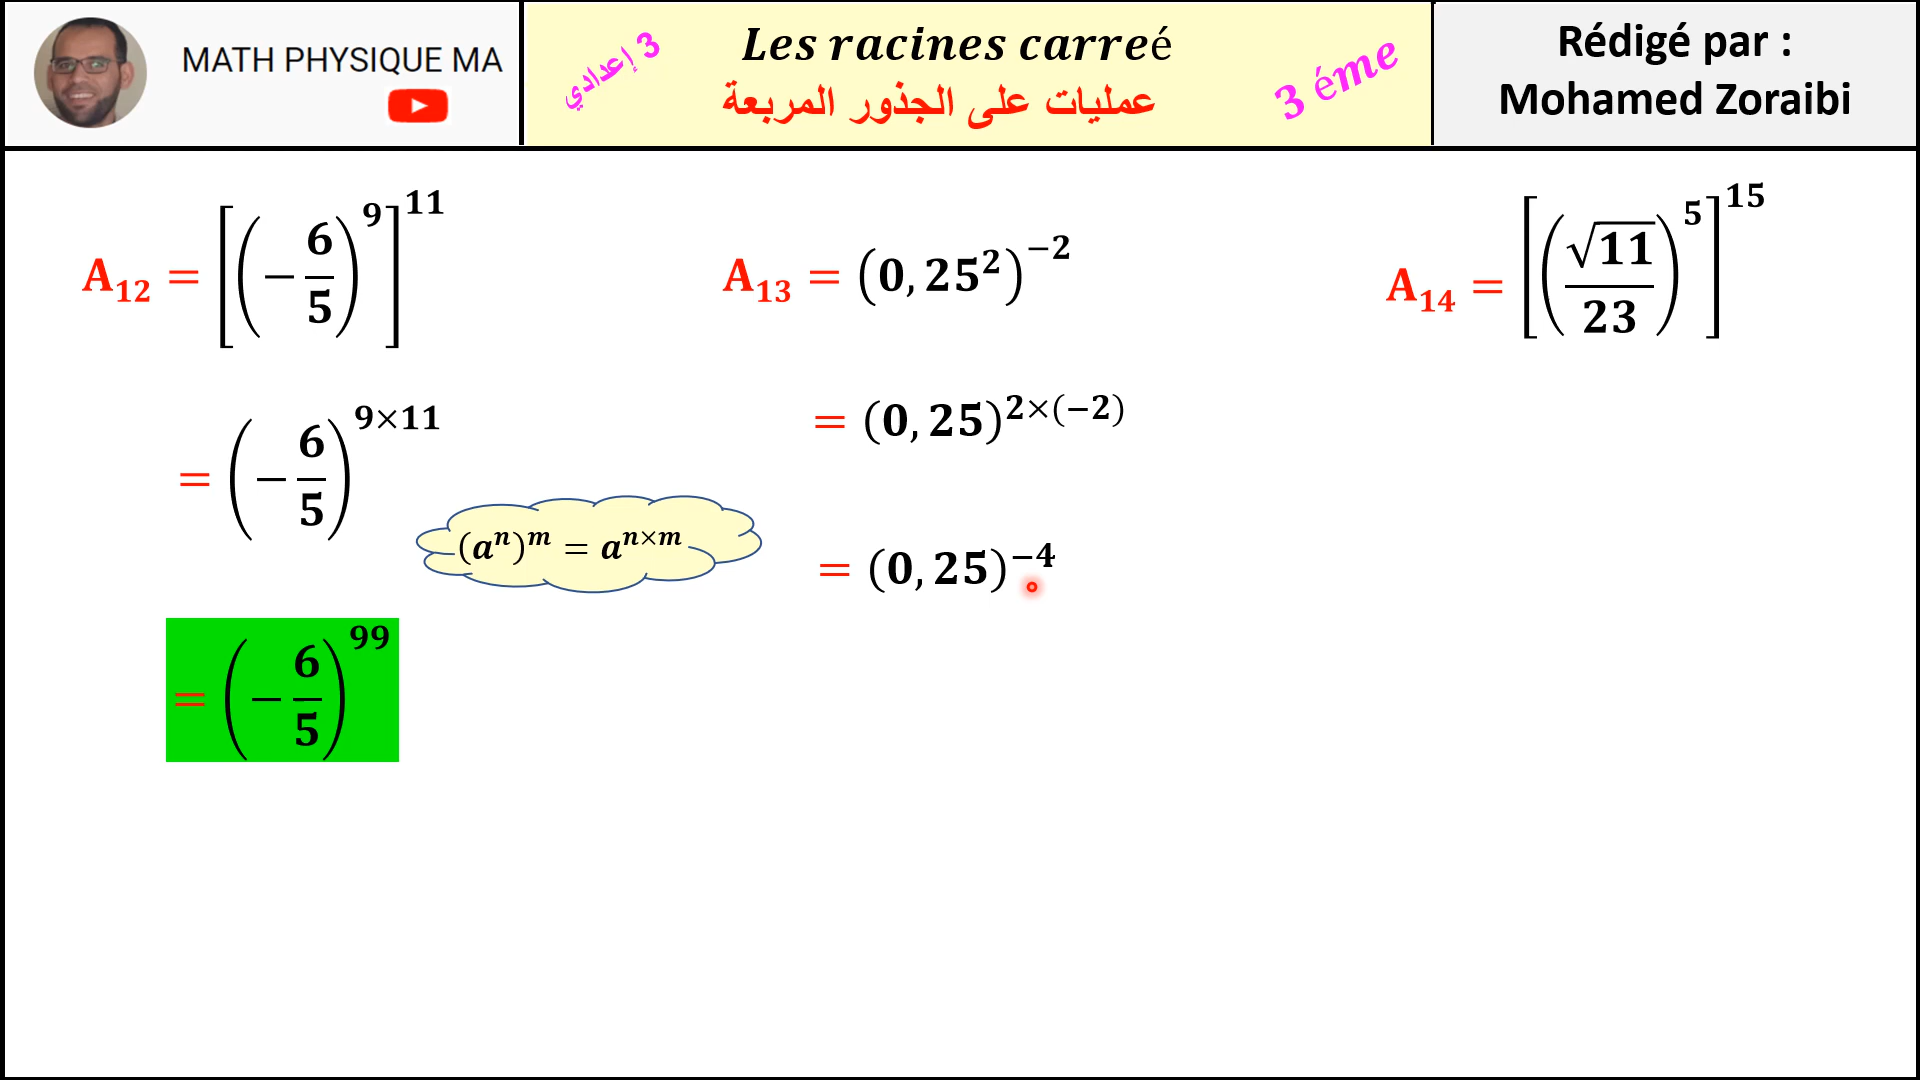 MATH PHYSIQUE MA
3 إعدادي
Les racines carreé
عمليات على الجذور المربعة
3 éme
Rédigé par :
Mohamed Zoraibi
A₁₂ = [(−6/5)⁹]¹¹
= (−6/5)⁹ˣ¹¹
= (−6/5)⁹⁹
(aⁿ)ᵐ = aⁿˣᵐ
A₁₃ = (0,25²)⁻²
= (0,25)²ˣ⁽⁻²⁾
= (0,25)⁻⁴
A₁₄ = [(√11/23)⁵]¹⁵